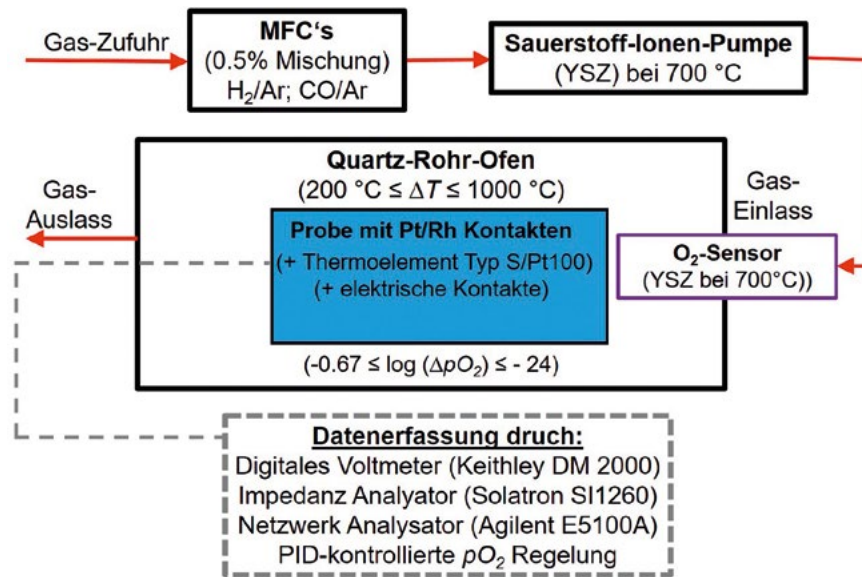 Gas-Zufuhr
MFC‘s
(0.5% Mischung)
H₂/Ar; CO/Ar
Sauerstoff-Ionen-Pumpe
(YSZ) bei 700 °C
Quartz-Rohr-Ofen
(200 °C ≤ ΔT ≤ 1000 °C)
Gas-
Auslass
Gas-
Einlass
Probe mit Pt/Rh Kontakten
(+ Thermoelement Typ S/Pt100)
(+ elektrische Kontakte)
O₂-Sensor
(YSZ bei 700°C))
(-0.67 ≤ log (ΔpO₂) ≤ - 24)
Datenerfassung druch:
Digitales Voltmeter (Keithley DM 2000)
Impedanz Analyator (Solatron SI1260)
Netzwerk Analysator (Agilent E5100A)
PID-kontrollierte pO₂ Regelung